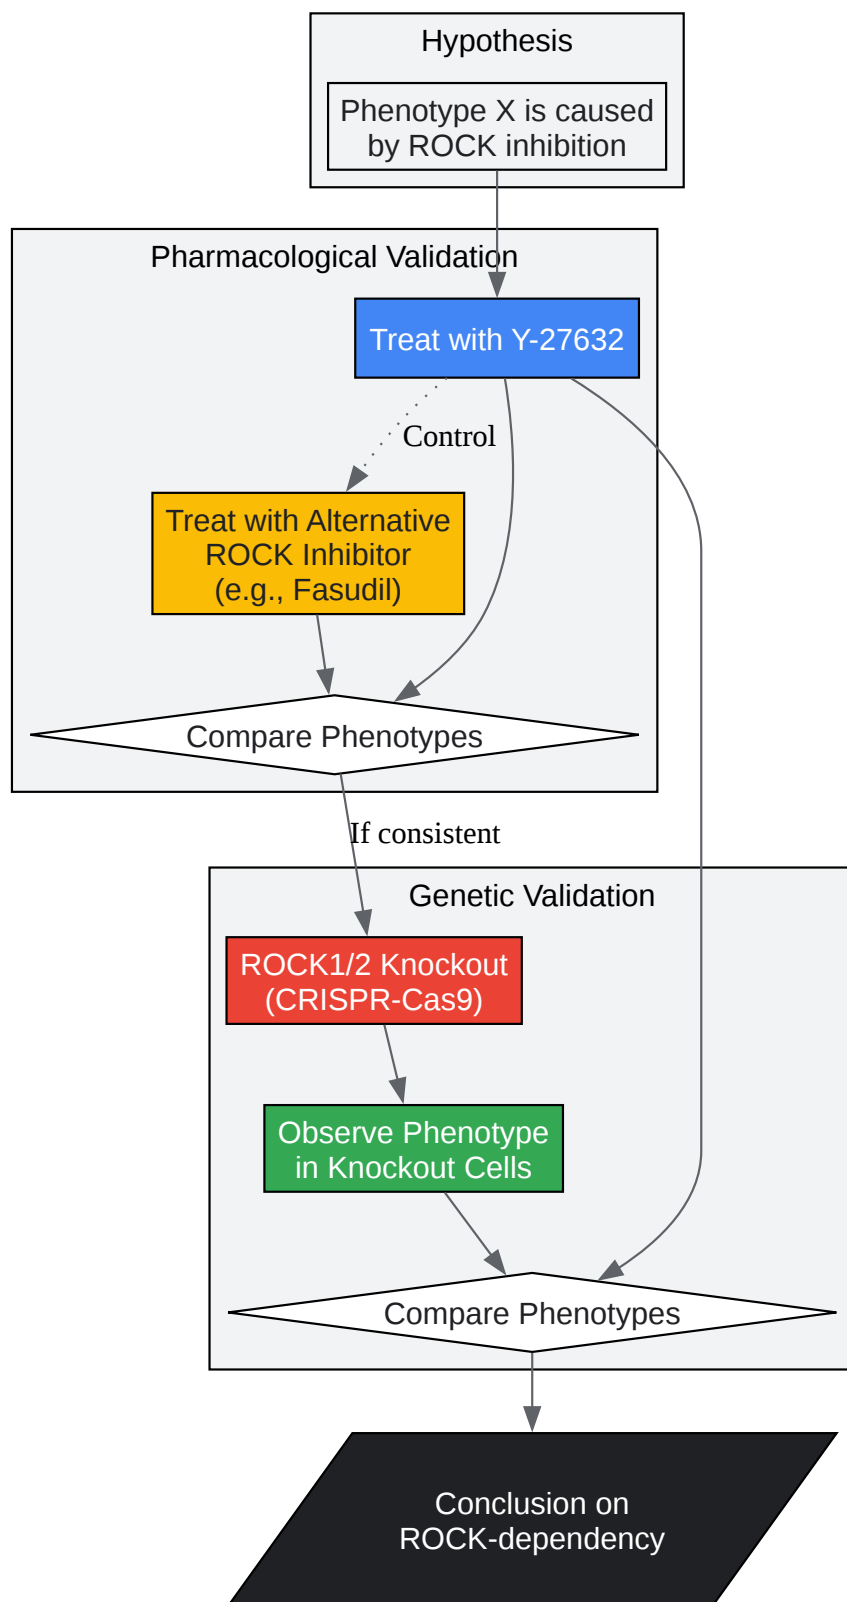 Hypothesis
Phenotype X is caused
by ROCK inhibition
Pharmacological Validation
Treat with Y-27632
Control
Treat with Alternative
ROCK Inhibitor
(e.g., Fasudil)
Compare Phenotypes
If consistent
Genetic Validation
ROCK1/2 Knockout
(CRISPR-Cas9)
Observe Phenotype
in Knockout Cells
Compare Phenotypes
Conclusion on
ROCK-dependency